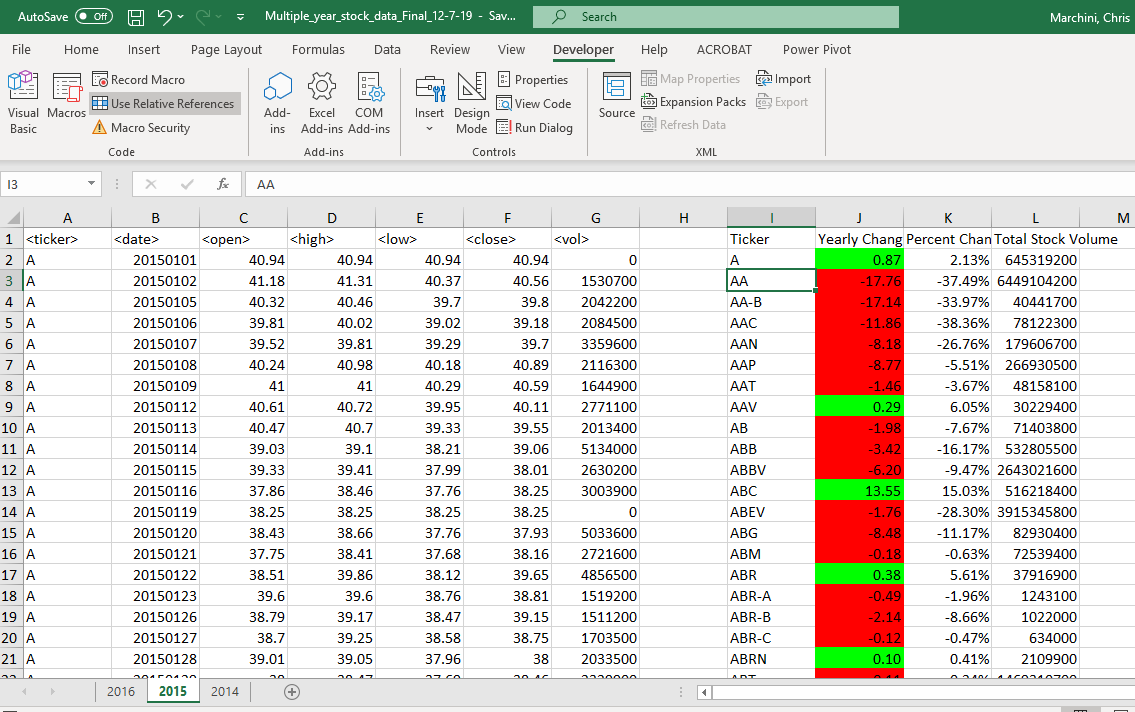 AutoSave Off Multiple_year_stock_data_Final_12-7-19 - Sav... Search Marchini, Chris
File Home Insert Page Layout Formulas Data Review View Developer Help ACROBAT Power Pivot
Visual Basic Macros Record Macro Use Relative References Macro Security
Add-ins Excel Add-ins COM Add-ins
Insert Design Mode Properties View Code Run Dialog
Source Map Properties Expansion Packs Refresh Data Import Export
Code Add-ins Controls XML
I3 fx AA
A B C D E F G H I J K L M
1 <ticker> <date> <open> <high> <low> <close> <vol> Ticker Yearly Chang Percent Chan Total Stock Volume
2 A 20150101 40.94 40.94 40.94 40.94 0 A 0.87 2.13% 645319200
3 A 20150102 41.18 41.31 40.37 40.56 1530700 AA -17.76 -37.49% 6449104200
4 A 20150105 40.32 40.46 39.7 39.8 2042200 AA-B -17.14 -33.97% 40441700
5 A 20150106 39.81 40.02 39.02 39.18 2084500 AAC -11.86 -38.36% 78122300
6 A 20150107 39.52 39.81 39.29 39.7 3359600 AAN -8.18 -26.76% 179606700
7 A 20150108 40.24 40.98 40.18 40.89 2116300 AAP -8.77 -5.51% 266930500
8 A 20150109 41 41 40.29 40.59 1644900 AAT -1.46 -3.67% 48158100
9 A 20150112 40.61 40.72 39.95 40.11 2771100 AAV 0.29 6.05% 30229400
10 A 20150113 40.47 40.7 39.33 39.55 2013400 AB -1.98 -7.67% 71403800
11 A 20150114 39.03 39.1 38.21 39.06 5134000 ABB -3.42 -16.17% 532805500
12 A 20150115 39.33 39.41 37.99 38.01 2630200 ABBV -6.20 -9.47% 2643021600
13 A 20150116 37.86 38.46 37.76 38.25 3003900 ABC 13.55 15.03% 516218400
14 A 20150119 38.25 38.25 38.25 38.25 0 ABEV -1.76 -28.30% 3915345800
15 A 20150120 38.43 38.66 37.76 37.93 5033600 ABG -8.48 -11.17% 82930400
16 A 20150121 37.75 38.41 37.68 38.16 2721600 ABM -0.18 -0.63% 72539400
17 A 20150122 38.51 39.86 38.12 39.65 4856500 ABR 0.38 5.61% 37916900
18 A 20150123 39.6 39.6 38.76 38.81 1519200 ABR-A -0.49 -1.96% 1243100
19 A 20150126 38.79 39.17 38.47 39.15 1511200 ABR-B -2.14 -8.66% 1022000
20 A 20150127 38.7 39.25 38.58 38.75 1703500 ABR-C -0.12 -0.47% 634000
21 A 20150128 39.01 39.05 37.96 38 2033500 ABRN 0.10 0.41% 2109900
2016 2015 2014